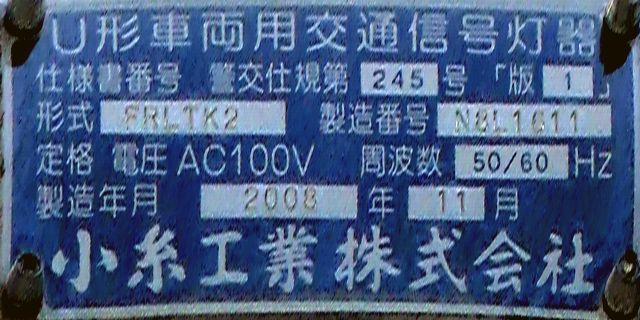 U形車両用交通信号灯器
仕様書番号 警交仕規第 245 号 「版 1」
形式 FRLTK2 製造番号 N8L1611
定格 電圧 AC100V 周波数 50/60 Hz
製造年月 2008 年 11 月
小糸工業株式会社